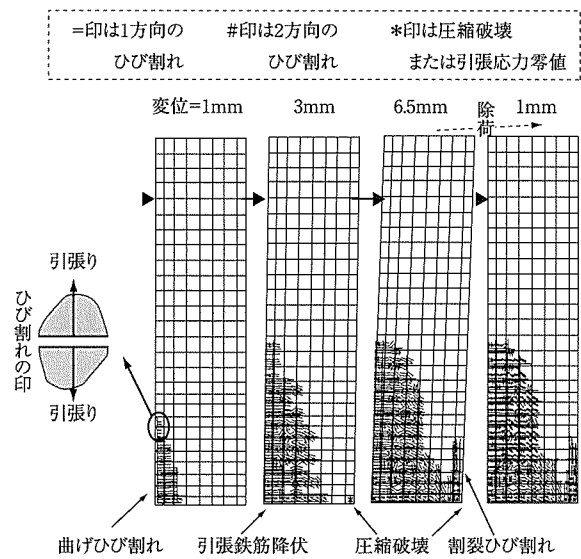 =印は1方向の　#印は2方向の　*印は圧縮破壊
ひび割れ　ひび割れ　または引張応力零値
変位=1mm　3mm　6.5mm　除荷　1mm
引張り
ひび割れの印
引張り
曲げひび割れ　引張鉄筋降伏　圧縮破壊　割裂ひび割れ